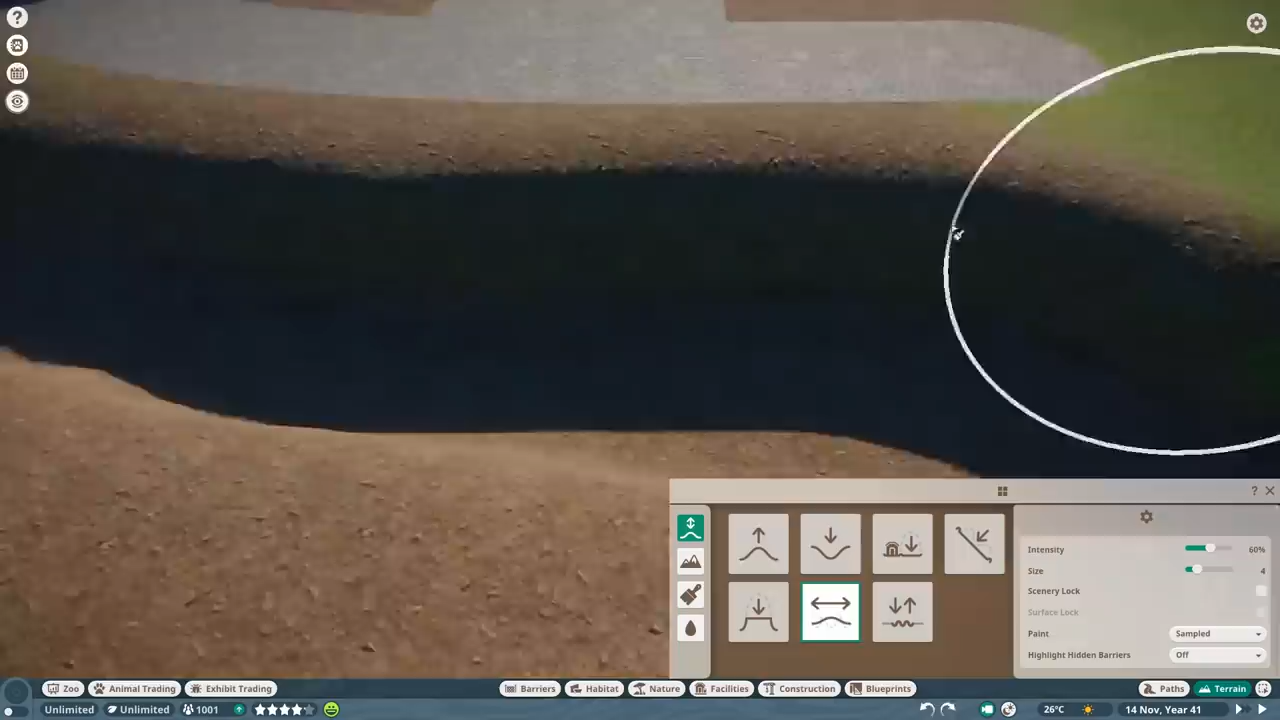 ?
? ×
Intensity 60%
Size 4
Scenery Lock
Surface Lock
Paint Sampled
Highlight Hidden Barriers Off
Zoo Animal Trading Exhibit Trading Barriers Habitat Nature Facilities Construction Blueprints Paths Terrain
Unlimited Unlimited 1001 26°C 14 Nov, Year 41